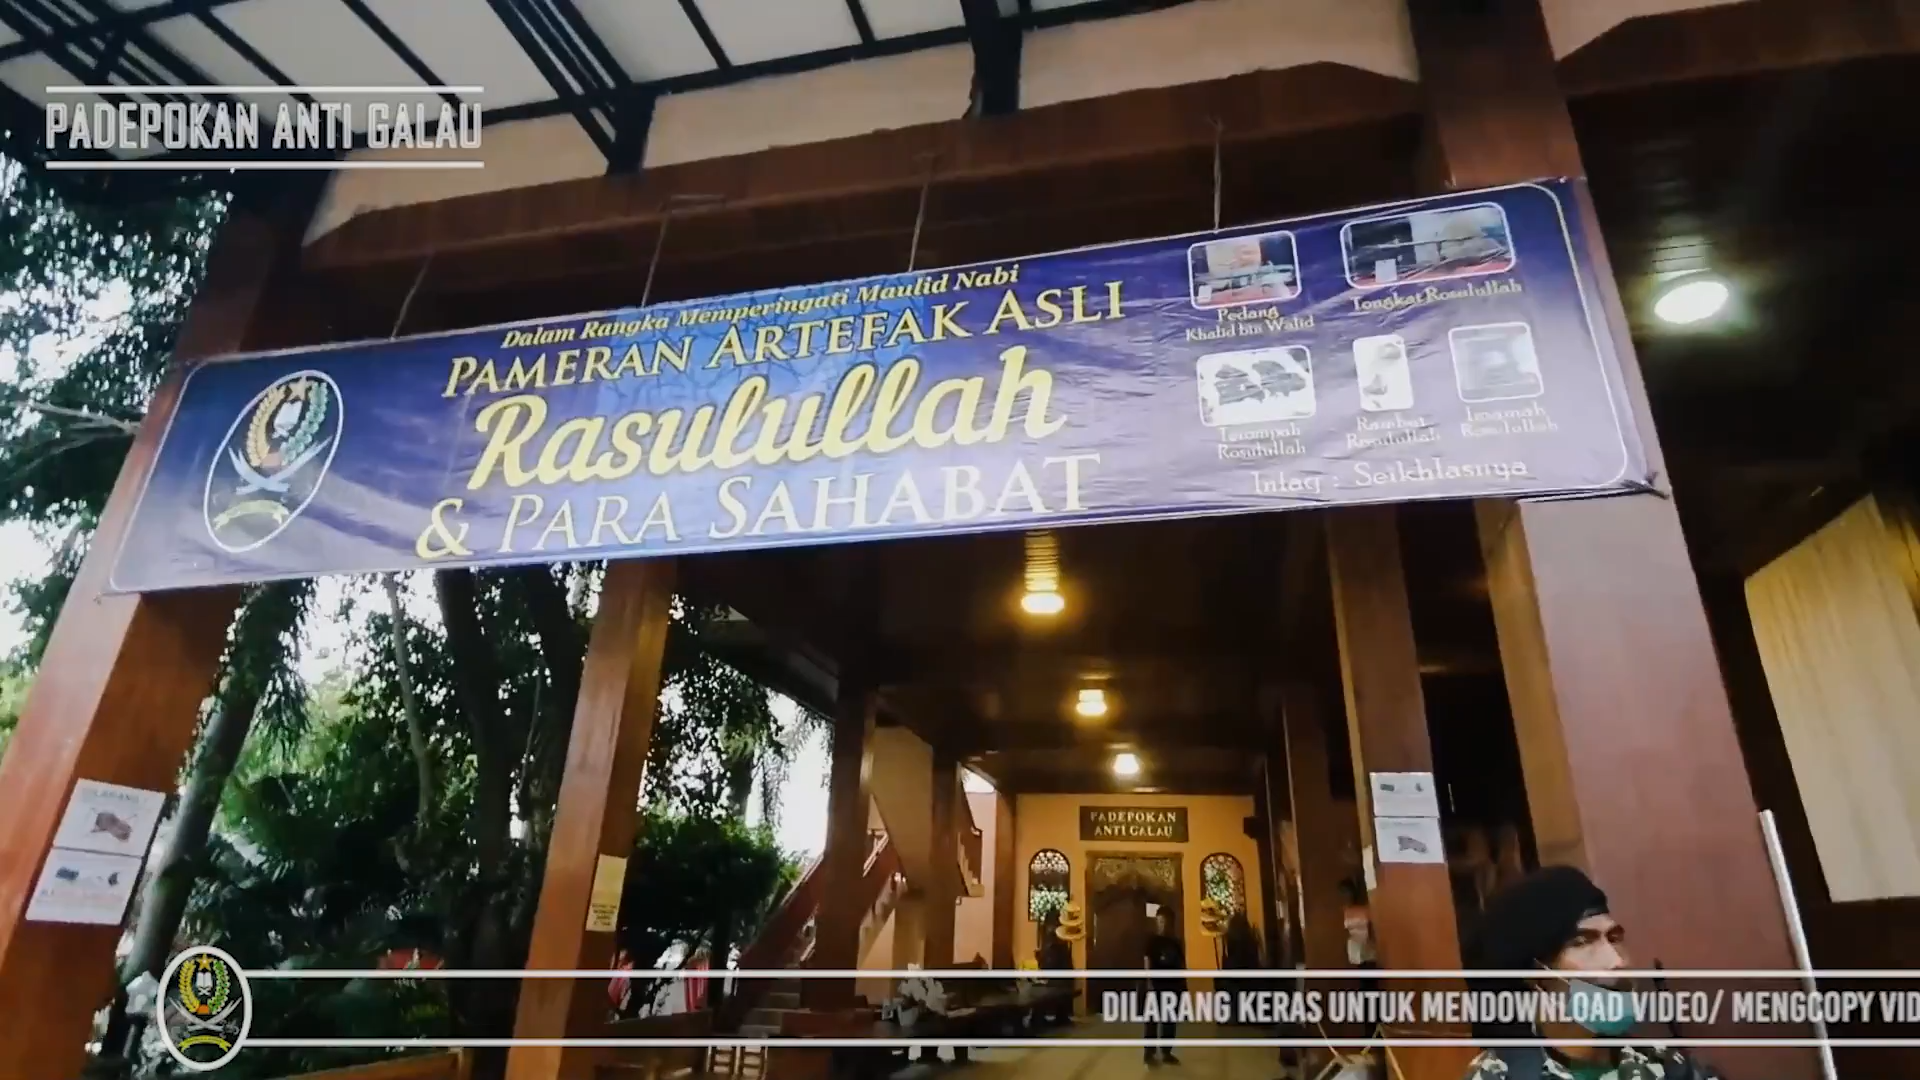 PADEPOKAN ANTI GALAU
Dalam Rangka Memperingati Maulid Nabi
PAMERAN ARTEFAK ASLI
Rasulullah
& PARA SAHABAT
Pedang
Khalid bin Walid
Tongkat Rosulullah
Terompah
Rosulullah
Rambut
Rosulullah
Imamah
Rosulullah
Infaq : Seikhlasnya
PADEPOKAN
ANTI GALAU
DILARANG KERAS UNTUK MENDOWNLOAD VIDEO/ MENGCOPY VID